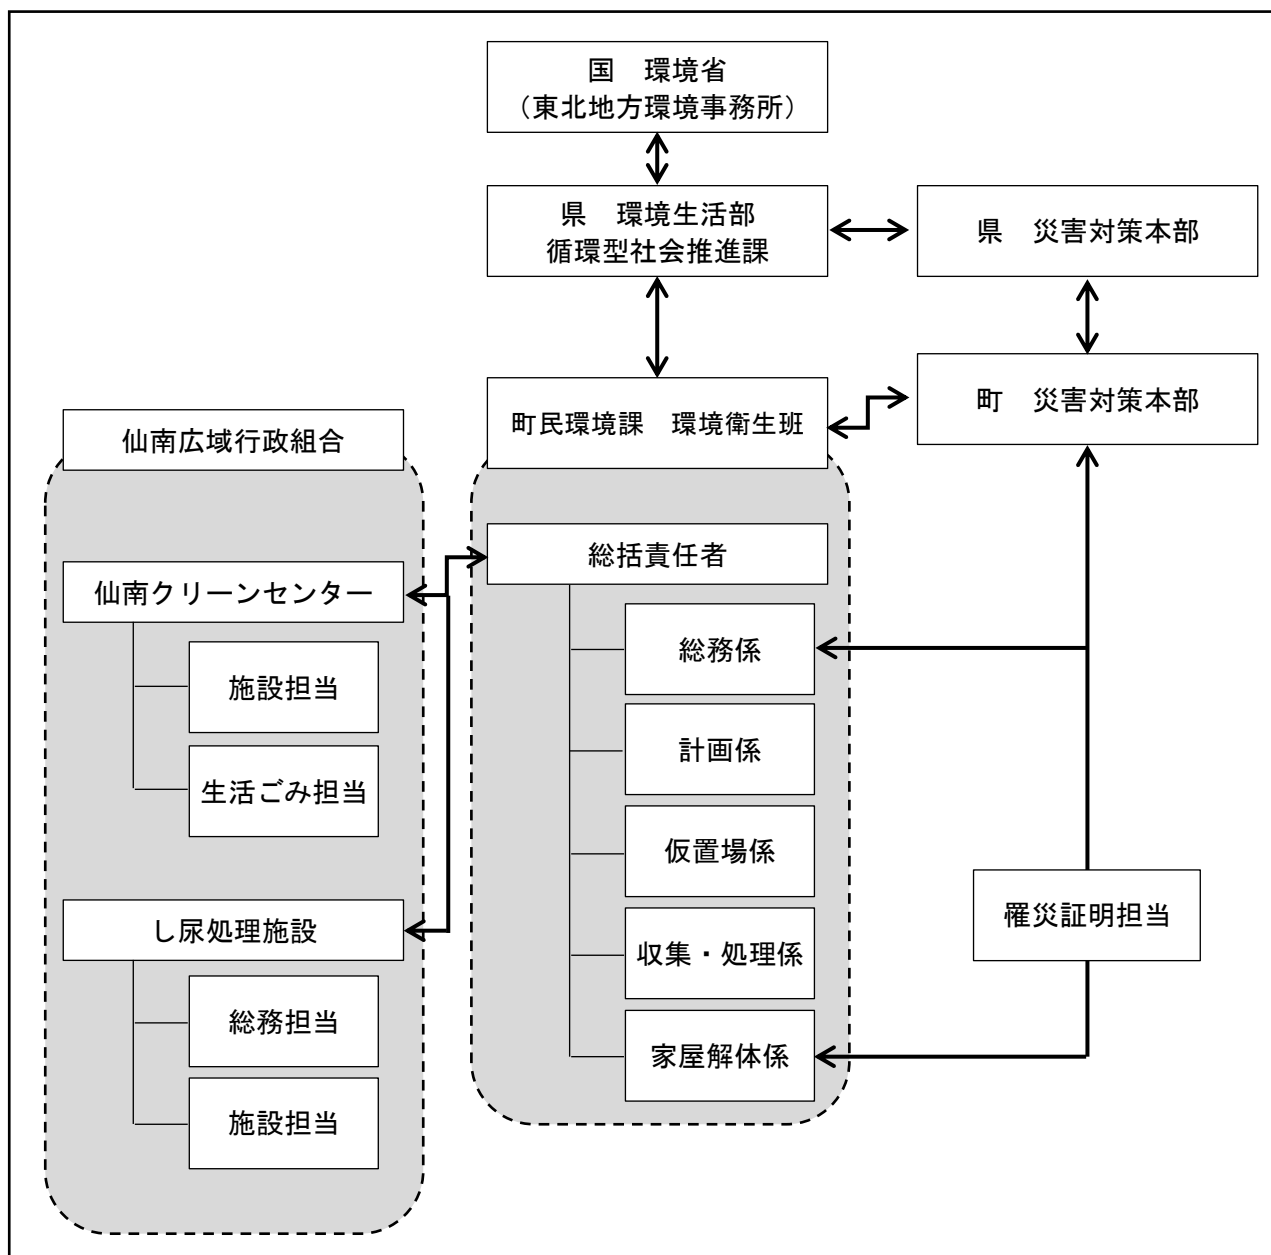 国　環境省
（東北地方環境事務所）
県　環境生活部
循環型社会推進課
県　災害対策本部
町　災害対策本部
町民環境課　環境衛生班
仙南広域行政組合
総括責任者
仙南クリーンセンター
総務係
施設担当
計画係
生活ごみ担当
仮置場係
罹災証明担当
し尿処理施設
収集・処理係
総務担当
家屋解体係
施設担当